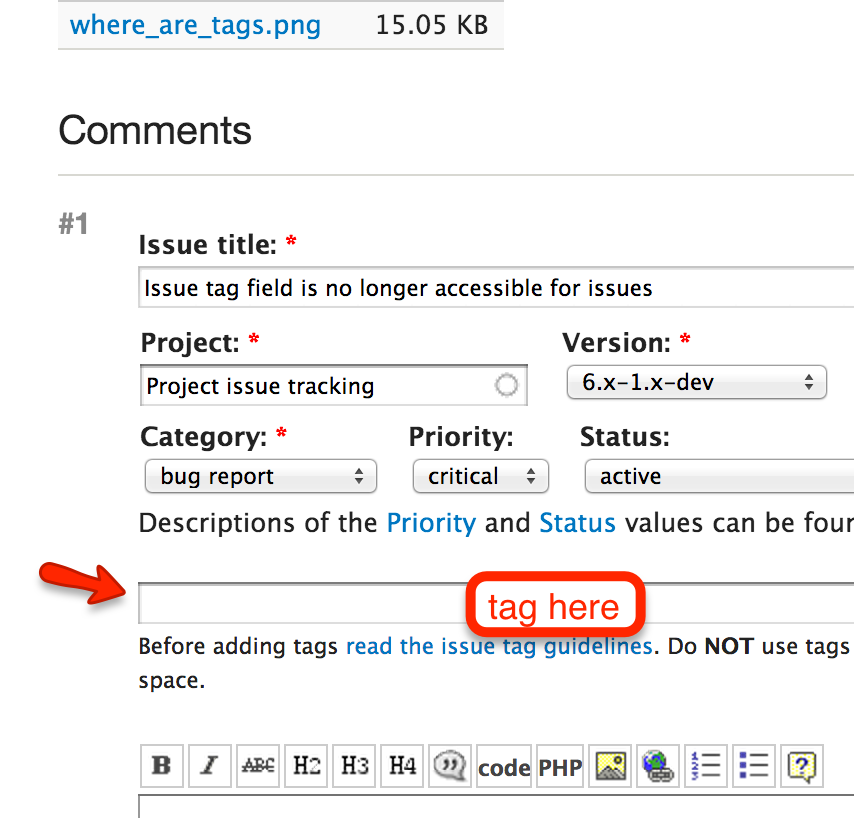 where_are_tags.png 15.05 KB
Comments
#1
Issue title: *
Issue tag field is no longer accessible for issues
Project: * Version: *
Project issue tracking 6.x-1.x-dev
Category: * Priority: Status:
bug report critical active
Descriptions of the Priority and Status values can be
tag here
Before adding tags read the issue tag guidelines. Do NOT use tags
space.
B I ABC H2 H3 H4 code PHP